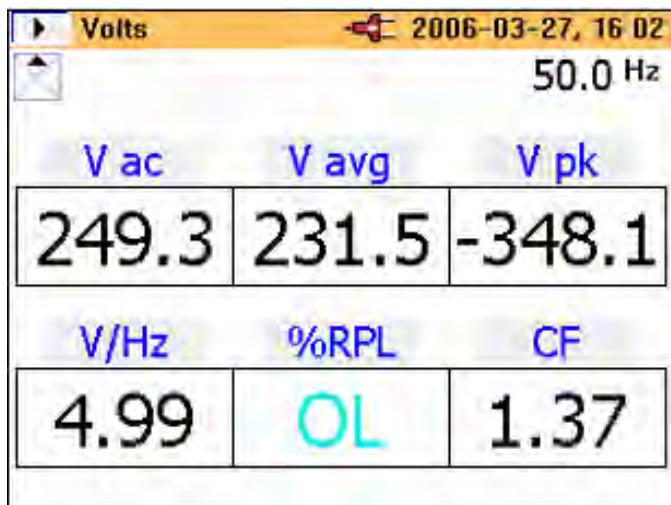 Volts 2006-03-27, 16 02
50.0 Hz
V ac V avg V pk
249.3 231.5 -348.1
V/Hz %RPL CF
4.99 OL 1.37